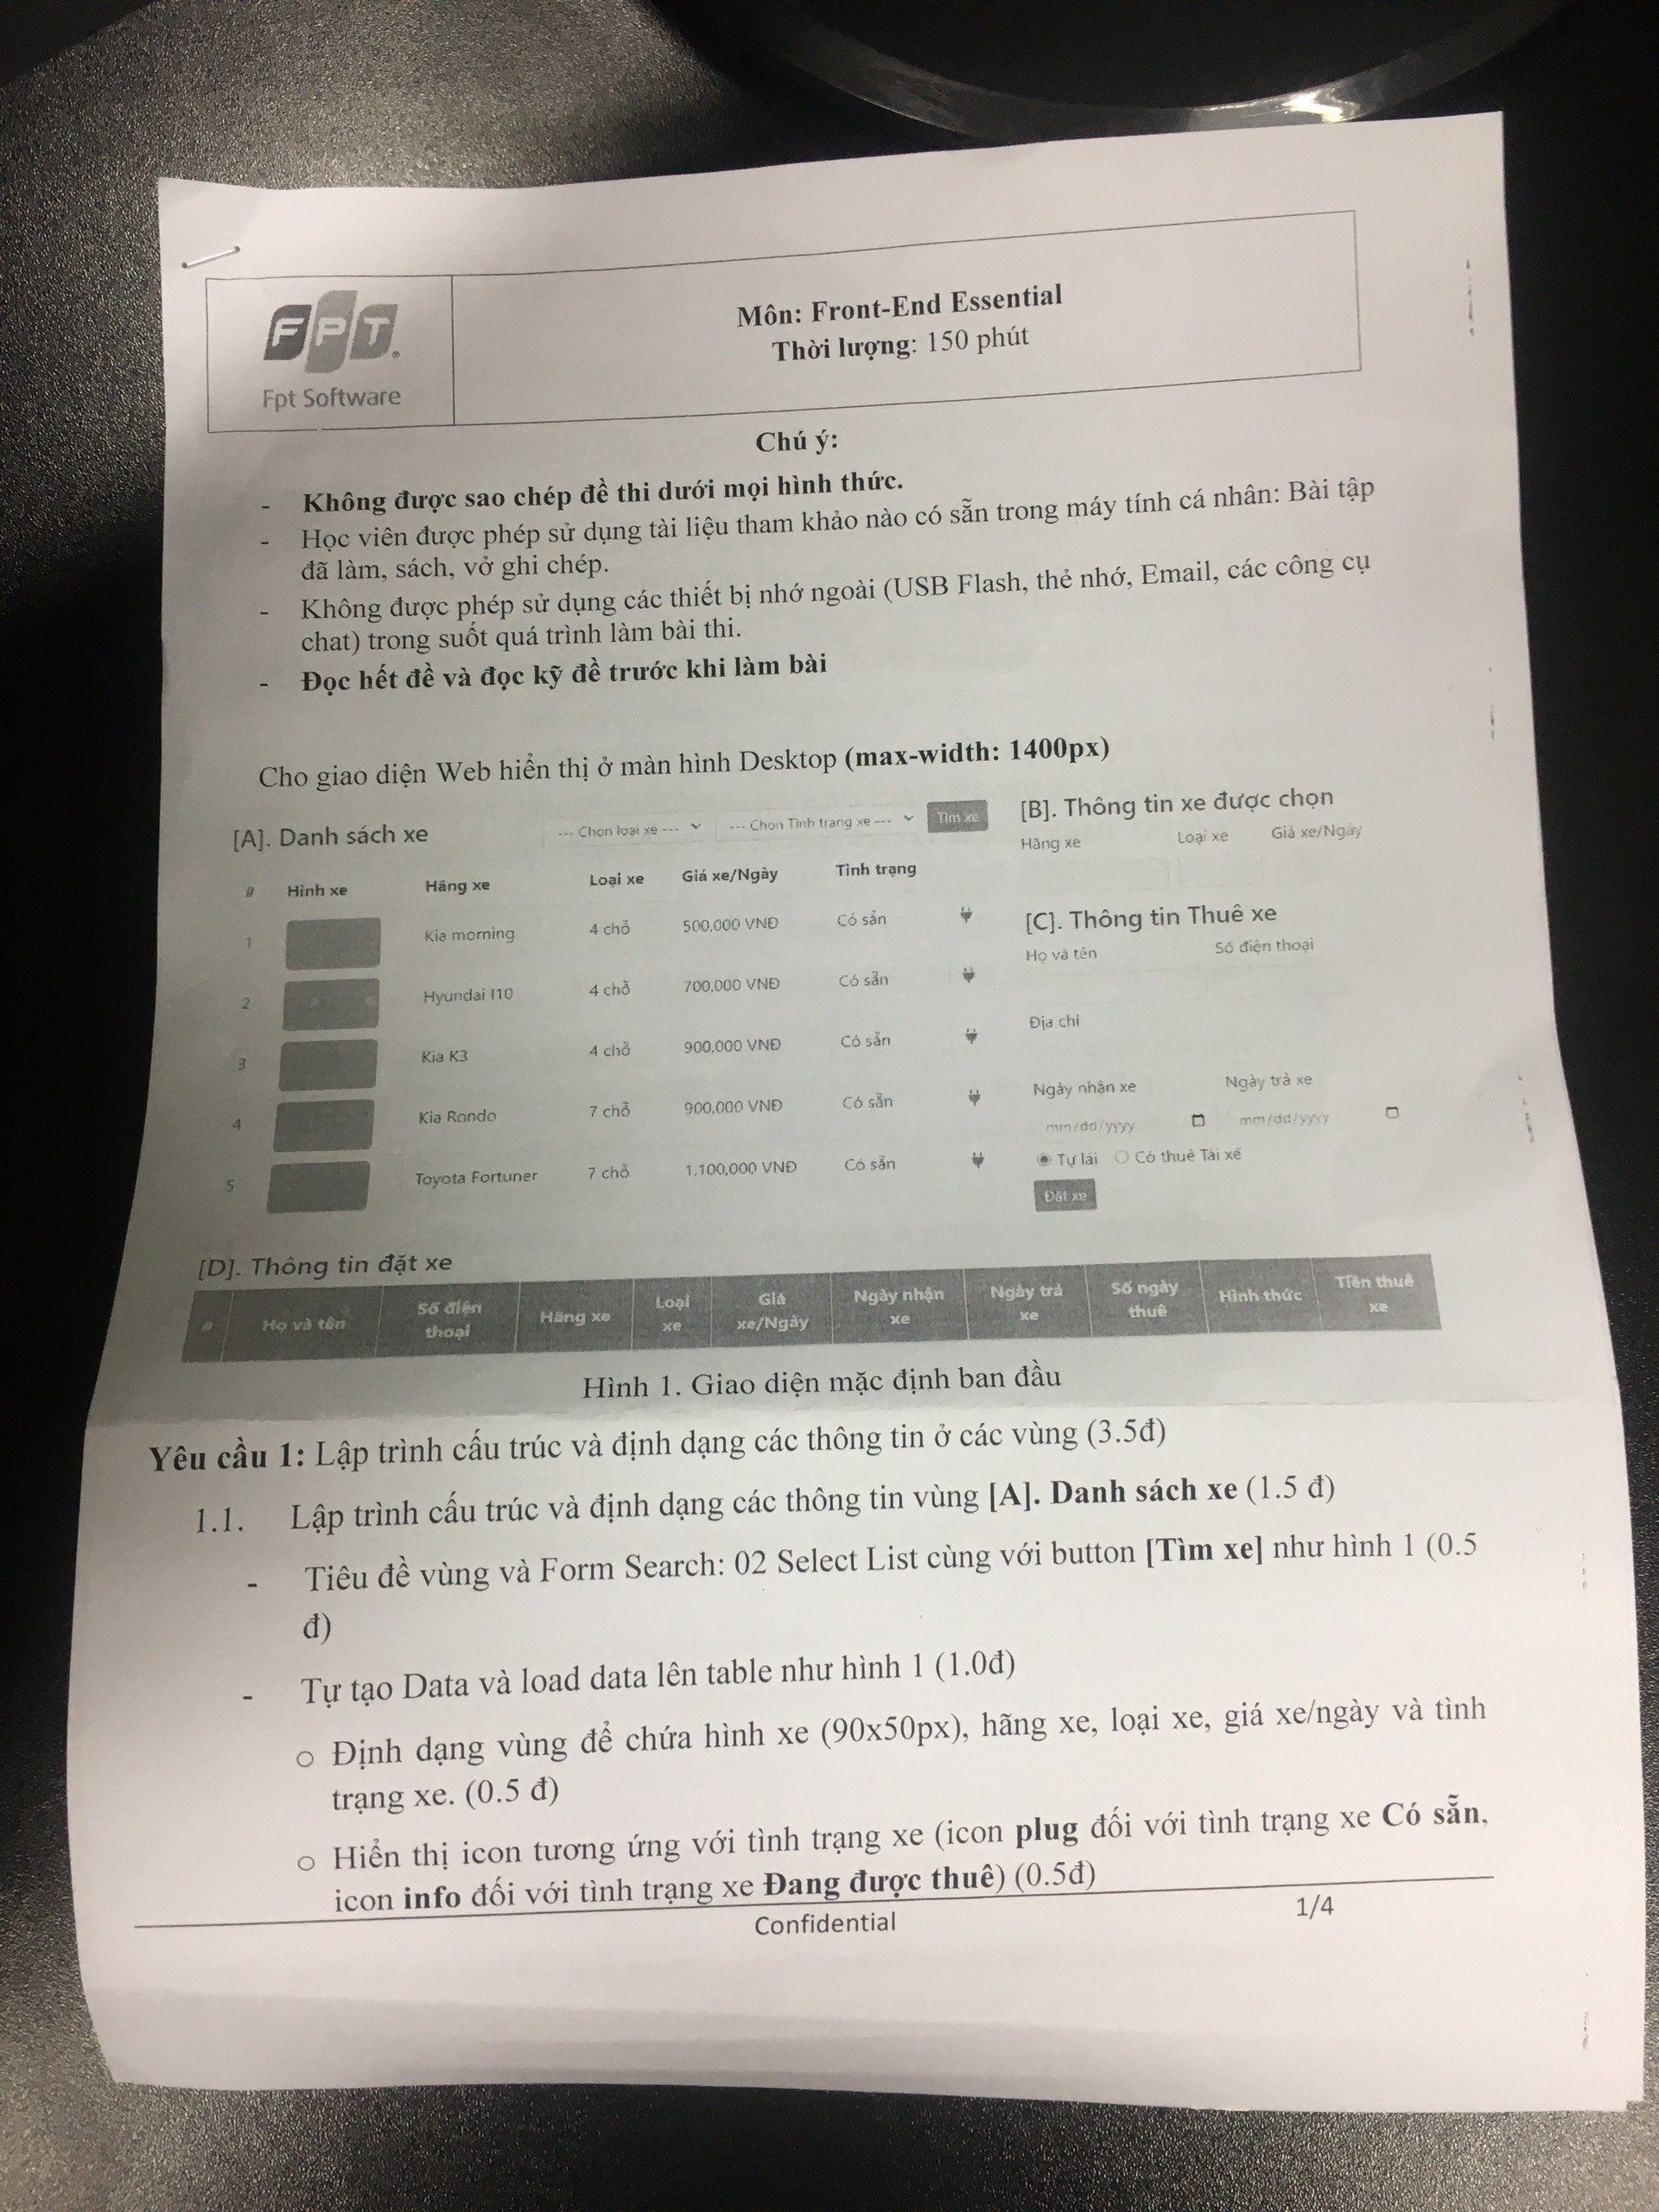 FPT
Fpt Software
Môn: Front-End Essential
Thời lượng: 150 phút
Chú ý:
- Không được sao chép đề thi dưới mọi hình thức.
- Học viên được phép sử dụng tài liệu tham khảo nào có sẵn trong máy tính cá nhân: Bài tập
đã làm, sách, vở ghi chép.
- Không được phép sử dụng các thiết bị nhớ ngoài (USB Flash, thẻ nhớ, Email, các công cụ
chat) trong suốt quá trình làm bài thi.
- Đọc hết đề và đọc kỹ đề trước khi làm bài
Cho giao diện Web hiển thị ở màn hình Desktop (max-width: 1400px)
[A]. Danh sách xe --- Chọn loại xe --- --- Chọn Tình trạng xe --- Tìm xe
# Hình xe Hãng xe Loại xe Giá xe/Ngày Tình trạng
1 Kia morning 4 chỗ 500,000 VNĐ Có sẵn
2 Hyundai I10 4 chỗ 700,000 VNĐ Có sẵn
3 Kia K3 4 chỗ 900,000 VNĐ Có sẵn
4 Kia Rondo 7 chỗ 900,000 VNĐ Có sẵn
5 Toyota Fortuner 7 chỗ 1,100,000 VNĐ Có sẵn
[B]. Thông tin xe được chọn
Hãng xe Loại xe Giá xe/Ngày
[C]. Thông tin Thuê xe
Họ và tên Số điện thoại
Địa chỉ
Ngày nhận xe Ngày trả xe
mm/dd/yyyy mm/dd/yyyy
Tự lái Có thuê Tài xế
Đặt xe
[D]. Thông tin đặt xe
# Họ và tên Số điện thoại Hãng xe Loại xe Giá xe/Ngày Ngày nhận xe Ngày trả xe Số ngày thuê Hình thức Tiền thuê xe
Hình 1. Giao diện mặc định ban đầu
Yêu cầu 1: Lập trình cấu trúc và định dạng các thông tin ở các vùng (3.5đ)
1.1. Lập trình cấu trúc và định dạng các thông tin vùng [A]. Danh sách xe (1.5 đ)
- Tiêu đề vùng và Form Search: 02 Select List cùng với button [Tìm xe] như hình 1 (0.5
đ)
- Tự tạo Data và load data lên table như hình 1 (1.0đ)
o Định dạng vùng để chứa hình xe (90x50px), hãng xe, loại xe, giá xe/ngày và tình
trạng xe. (0.5 đ)
o Hiển thị icon tương ứng với tình trạng xe (icon plug đối với tình trạng xe Có sẵn,
icon info đối với tình trạng xe Đang được thuê) (0.5đ)
Confidential
1/4